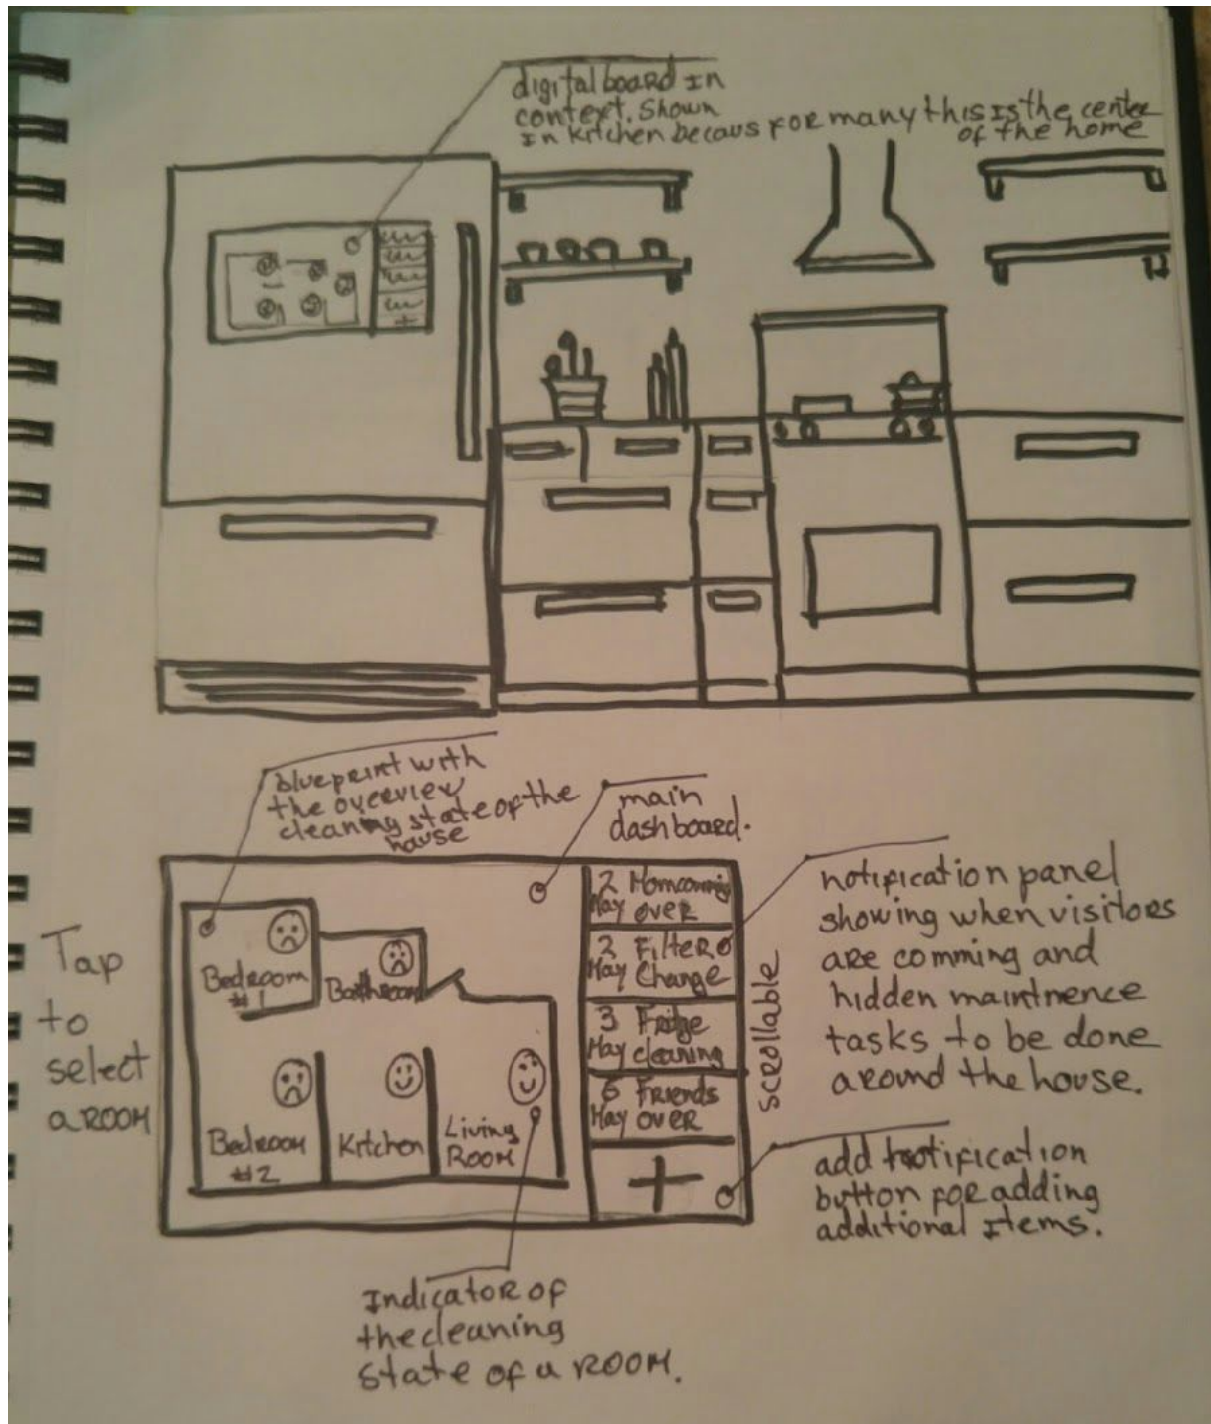 digital board in
context. Shown
in kitchen becaus for many this is the center
of the home
blueprint with
the overview
cleaning state of the
house
main
dashboard.
Tap
to
select
a room
Bedroom
#1
Bathroom
Bedroom
#2
Kitchen
Living
Room
2 Momcoming
May over
2 Filter
May Change
3 Fridge
May cleaning
6 Friends
May over
+
scrollable
notification panel
showing when visitors
are comming and
hidden maintnence
tasks to be done
around the house.
add notification
button for adding
additional items.
Indicator of
the cleaning
state of a room.